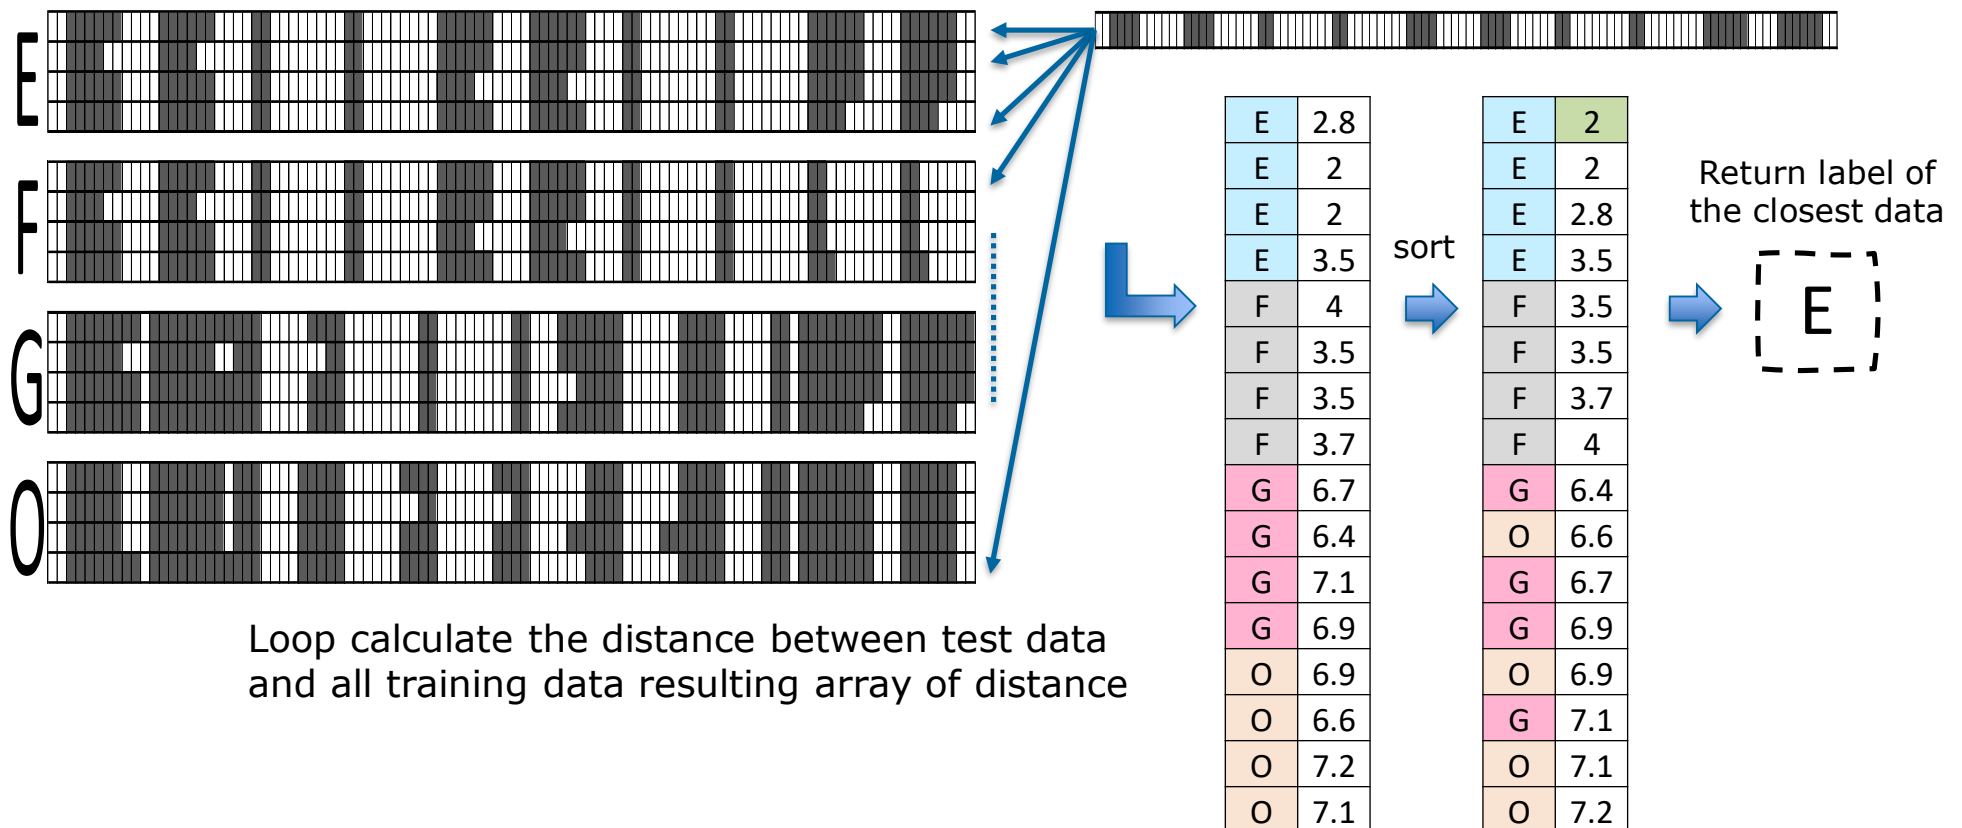 E
F
G
O
Loop calculate the distance between test data
and all training data resulting array of distance
E 2.8
E 2
E 2
E 3.5
F 4
F 3.5
F 3.5
F 3.7
G 6.7
G 6.4
G 7.1
G 6.9
O 6.9
O 6.6
O 7.2
O 7.1
sort
E 2
E 2
E 2.8
E 3.5
F 3.5
F 3.5
F 3.7
F 4
G 6.4
O 6.6
G 6.7
G 6.9
O 6.9
G 7.1
O 7.1
O 7.2
Return label of
the closest data
E